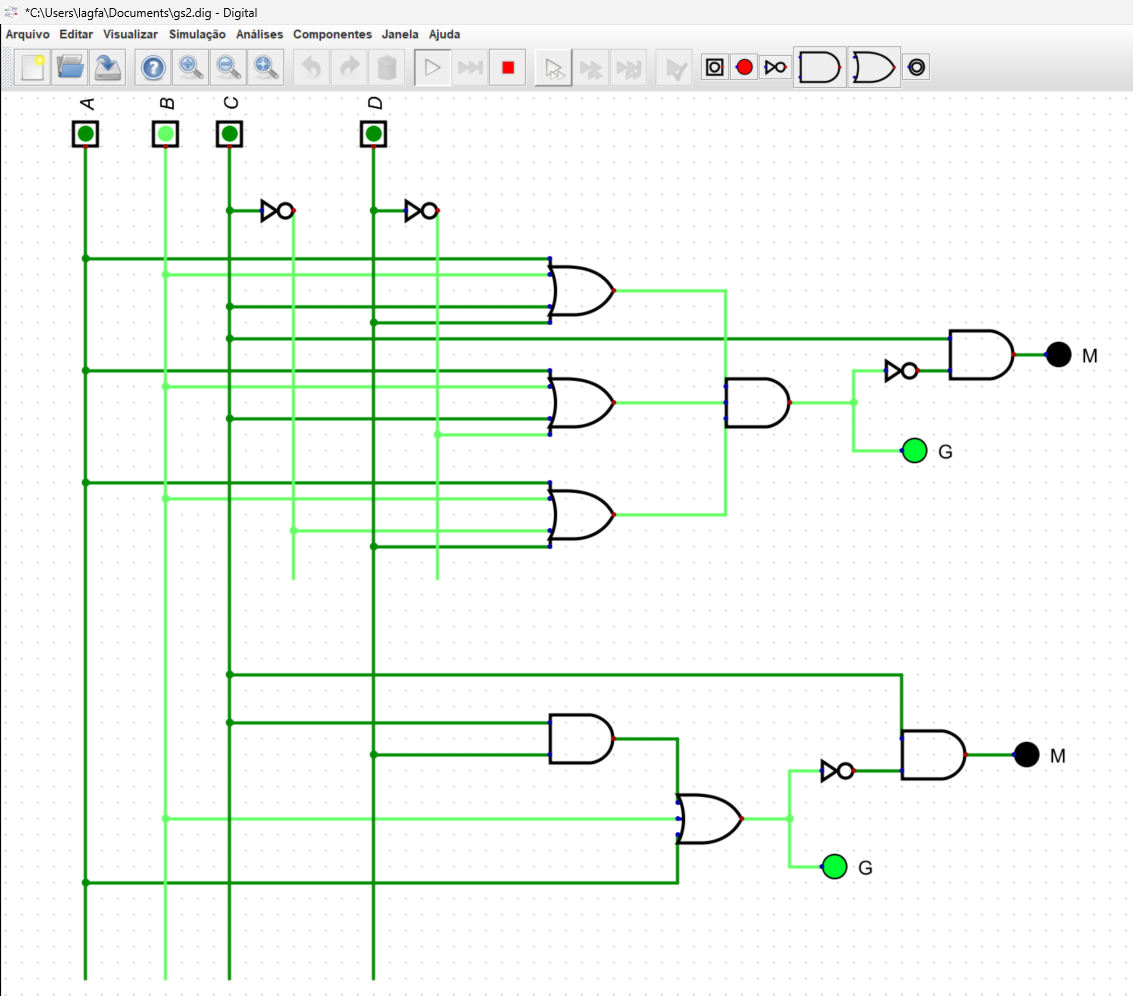 *C:\Users\lagfa\Documents\gs2.dig - Digital
Arquivo Editar Visualizar Simulação Análises Componentes Janela Ajuda
A B C D
M
G
M
G